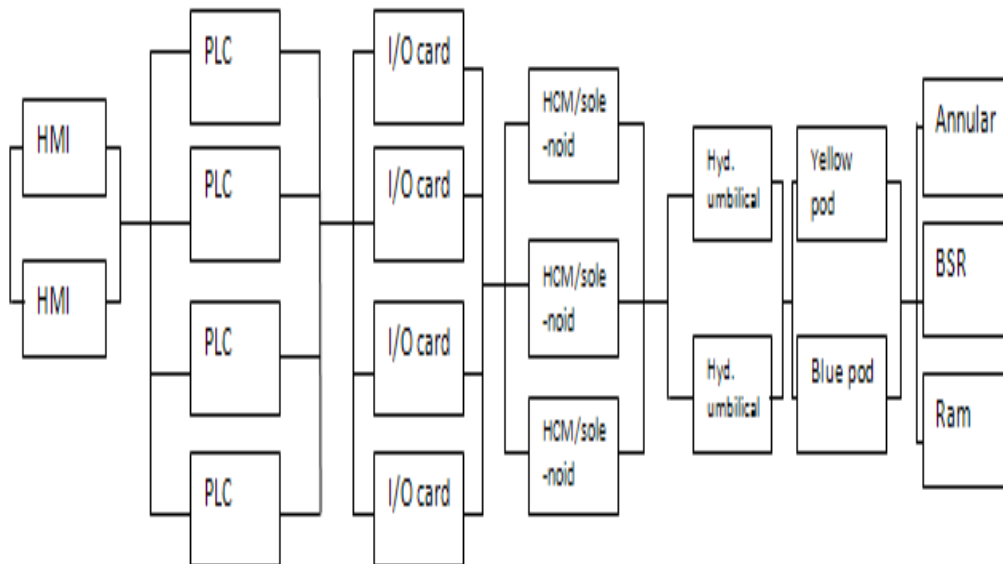 HMI
HMI
PLC
PLC
PLC
PLC
I/O card
I/O card
I/O card
I/O card
HCM/sole
-noid
HCM/sole
-noid
HCM/sole
-noid
Hyd.
umbilical
Hyd.
umbilical
Yellow
pod
Blue pod
Annular
BSR
Ram